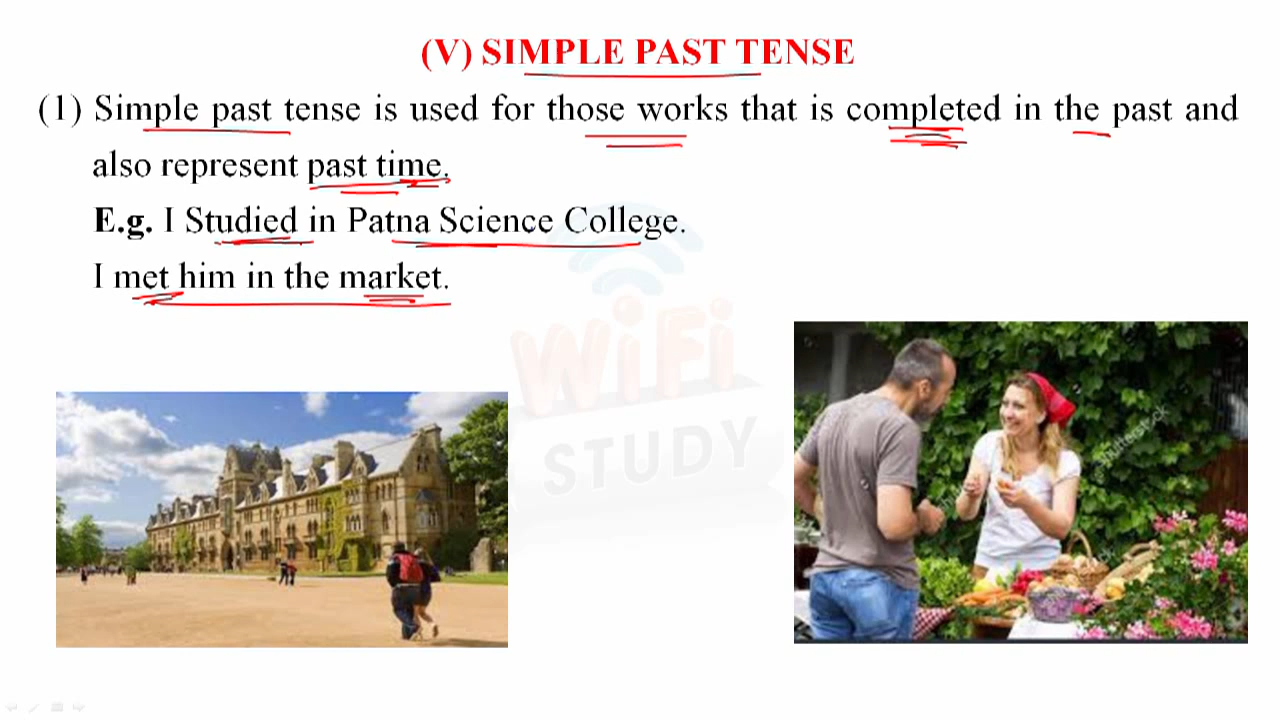 (V) SIMPLE PAST TENSE
(1) Simple past tense is used for those works that is completed in the past and
also represent past time.
E.g. I Studied in Patna Science College.
I met him in the market.
WiFi
STUDY
shutterstock